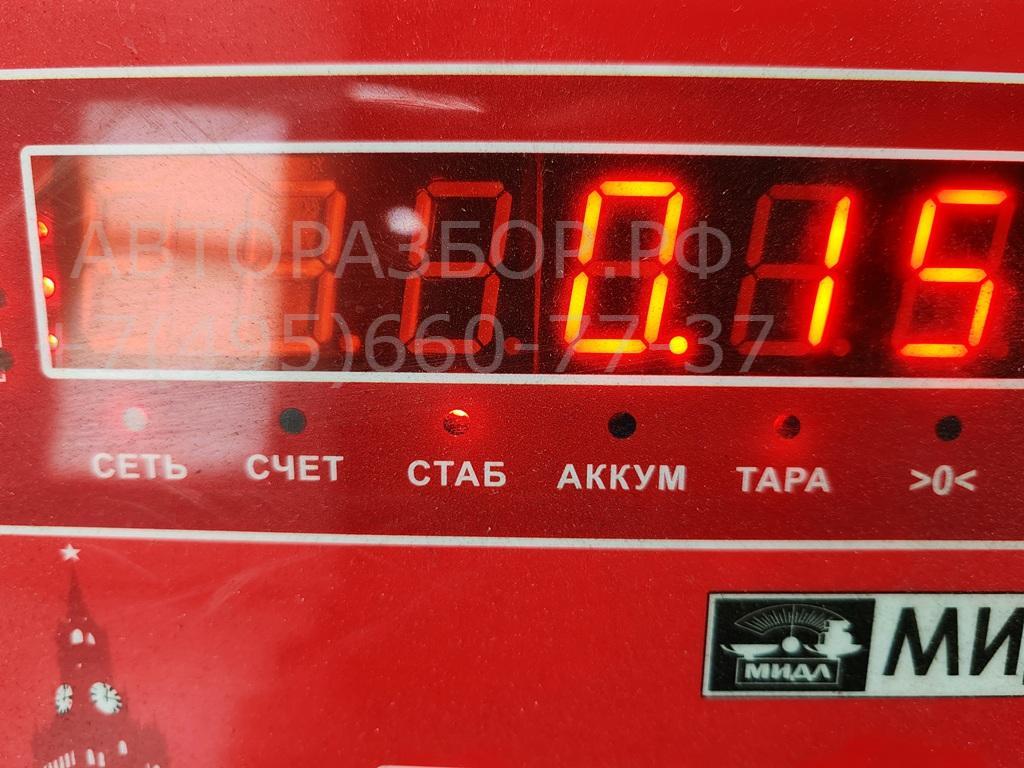 0.15
АВТОРАЗБОР.РФ
+7(495)660-77-37
СЕТЬ СЧЕТ СТАБ АККУМ ТАРА >0<
МИДЛ МИ